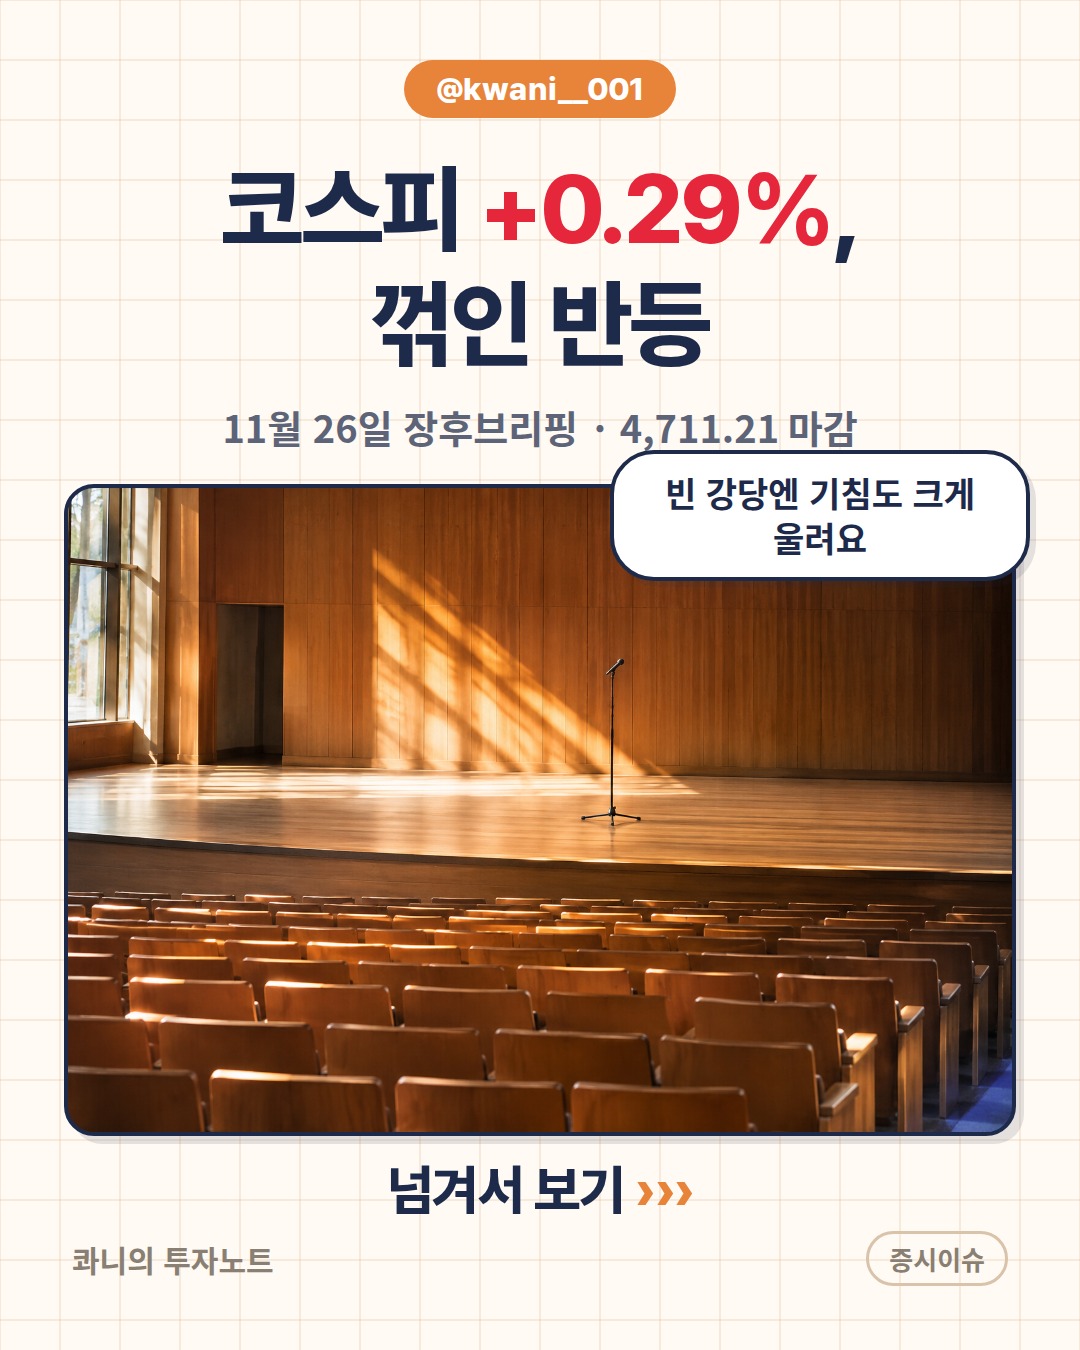 @kwani__001
코스피 +0.29%,
꺾인 반등
11월 26일 장후브리핑 · 4,711.21 마감
빈 강당엔 기침도 크게
울려요
넘겨서 보기 ›››
콰니의 투자노트
증시이슈